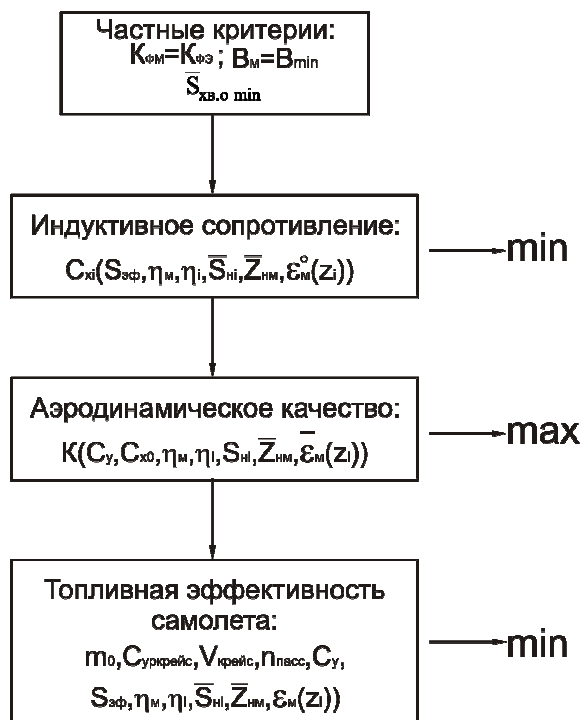 Частные критерии:
Kфм=Kфэ ; Bм=Bmin
S̅хв.о min
Индуктивное сопротивление:
Cxi(Sэф,ηм,ηi,S̅нi,Z̅нм,ε°м(zi))
min
Аэродинамическое качество:
K(Cy,Cx0,ηм,ηi,Sнi,Z̅нм,ε̅м(zi))
max
Топливная эффективность
самолета:
m0,Cyркрейс,Vкрейс,nпасс,Cy,
Sэф,ηм,ηi,S̅нi,Z̅нм,εм(zi))
min